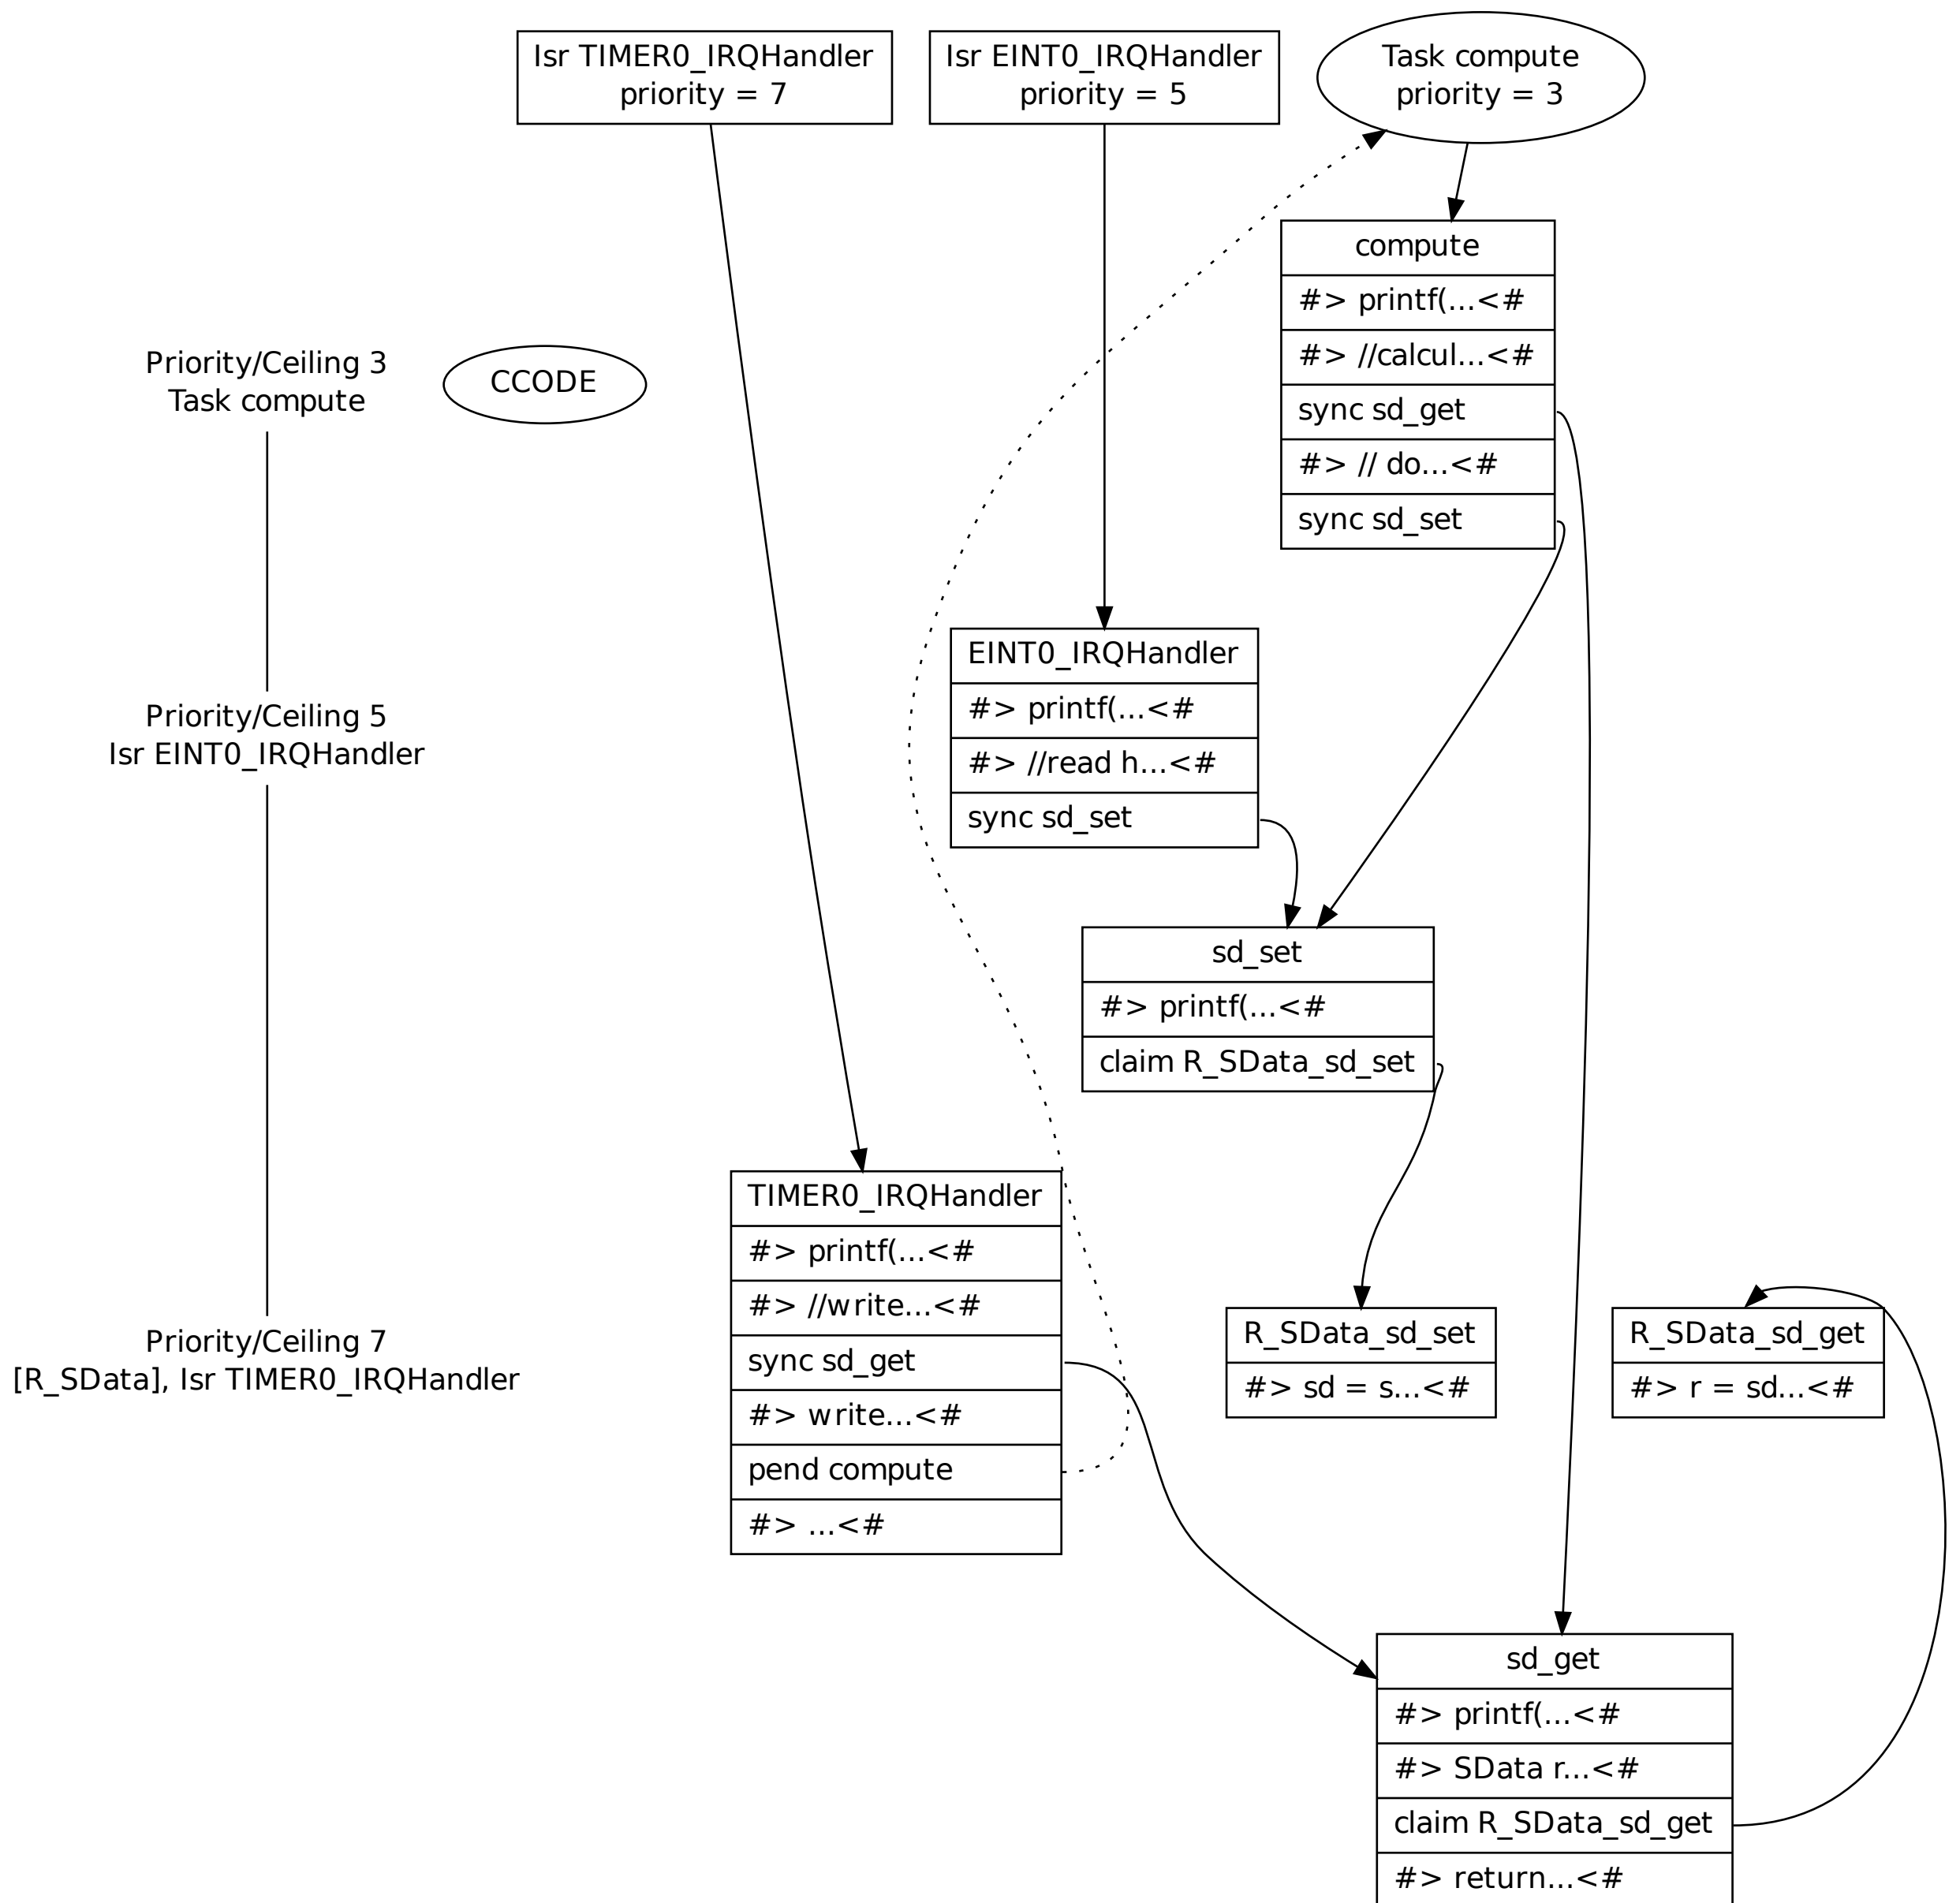 Isr TIMER0_IRQHandler
priority = 7
Isr EINT0_IRQHandler
priority = 5
Task compute
priority = 3
compute
#> printf(...<#
#> //calcul...<#
sync sd_get
#> // do...<#
sync sd_set
Priority/Ceiling 3
Task compute
CCODE
EINT0_IRQHandler
#> printf(...<#
#> //read h...<#
sync sd_set
Priority/Ceiling 5
Isr EINT0_IRQHandler
sd_set
#> printf(...<#
claim R_SData_sd_set
TIMER0_IRQHandler
#> printf(...<#
#> //write...<#
sync sd_get
#> write...<#
pend compute
#> ...<#
Priority/Ceiling 7
[R_SData], Isr TIMER0_IRQHandler
R_SData_sd_set
#> sd = s...<#
R_SData_sd_get
#> r = sd...<#
sd_get
#> printf(...<#
#> SData r...<#
claim R_SData_sd_get
#> return...<#